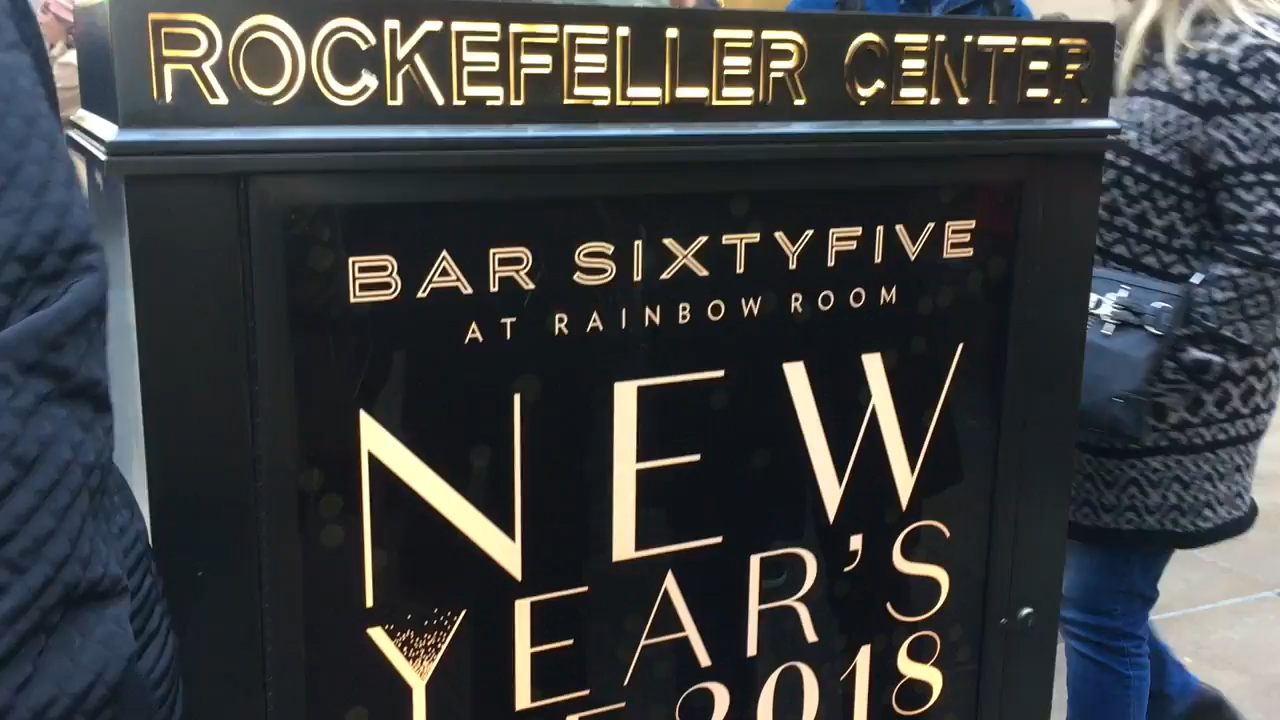 ROCKEFELLER CENTER
BAR SIXTYFIVE
AT RAINBOW ROOM
NEW
YEAR'S
2018